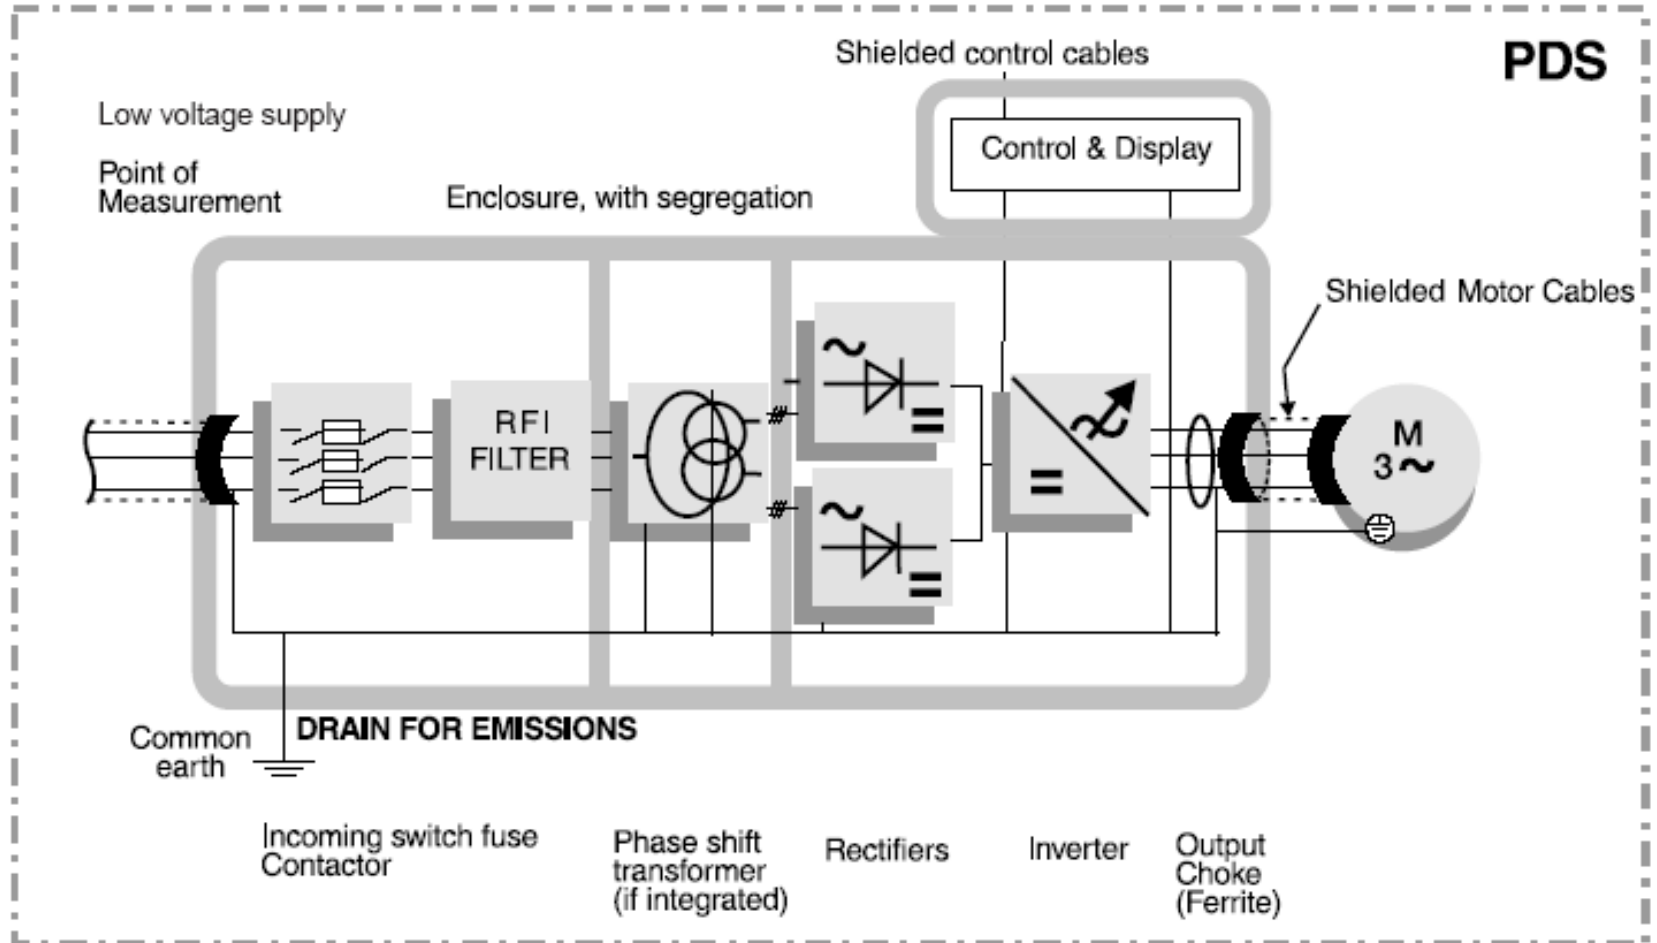 Shielded control cables
PDS
Low voltage supply
Control & Display
Point of
Measurement
Enclosure, with segregation
Shielded Motor Cables
RFI
FILTER
M
3~
DRAIN FOR EMISSIONS
Common
earth
Incoming switch fuse
Contactor
Phase shift
transformer
(if integrated)
Rectifiers
Inverter
Output
Choke
(Ferrite)